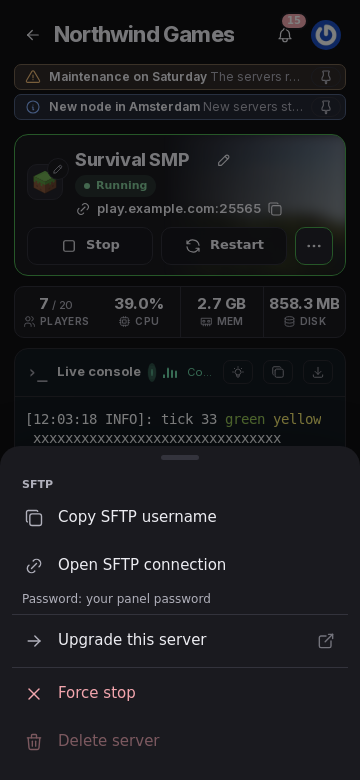 Northwind Games
15
Maintenance on Saturday The servers r...
New node in Amsterdam New servers st...
Survival SMP
Running
play.example.com:25565
Stop
Restart
7 / 20
PLAYERS
39.0%
CPU
2.7 GB
MEM
858.3 MB
DISK
Live console
Co...
[12:03:18 INFO]: tick 33 green yellow
xxxxxxxxxxxxxxxxxxxxxxxxxxxxxxx
SFTP
Copy SFTP username
Open SFTP connection
Password: your panel password
Upgrade this server
Force stop
Delete server